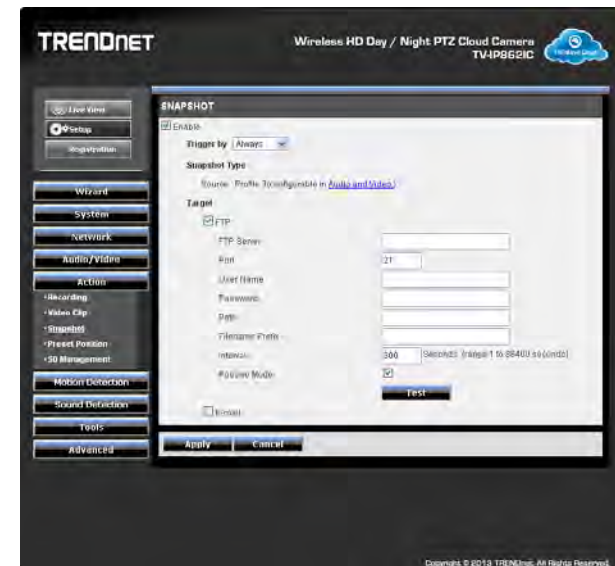 TRENDNET
Wireless HD Day / Night PTZ Cloud Camera
TV-IP862IC
Live View
Setup
Registration
Wizard
System
Network
Audio/Video
Action
Recording
Video Clip
Snapshot
Preset Position
SD Management
Motion Detection
Sound Detection
Tools
Advanced
SNAPSHOT
Enable
Trigger by Always
Snapshot Type
Source Profile 3(configurable in Audio and Video.)
Target
FTP
FTP Server
Port 21
User Name
Password
Path
Filename Prefix
Interval 300 Seconds (range 1 to 86400 seconds)
Passive Mode
Test
E-mail
Apply Cancel
Copyright © 2013 TRENDnet. All Rights Reserved.